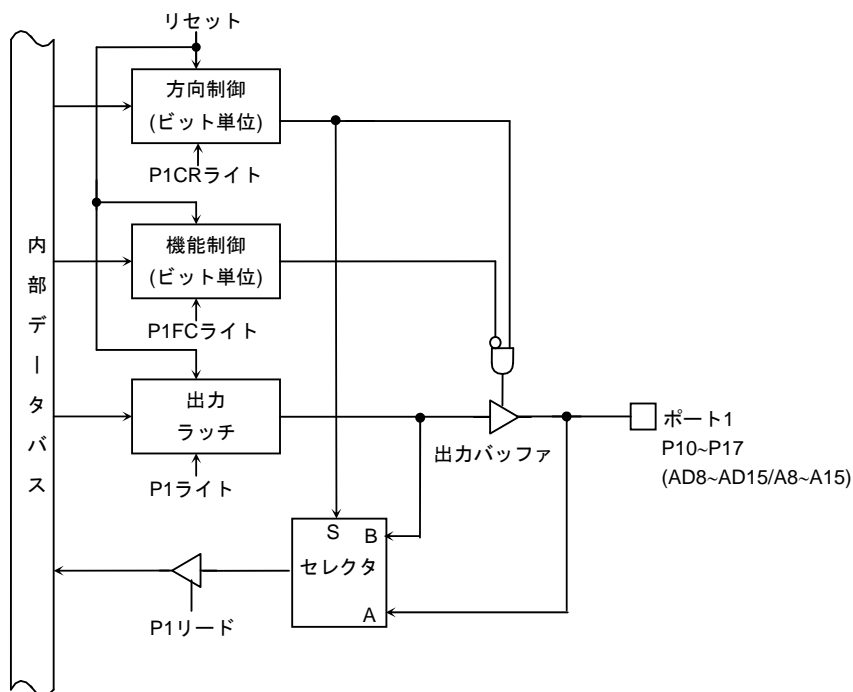 リセット
方向制御
(ビット単位)
P1CRライト
機能制御
(ビット単位)
P1FCライト
内部データバス
出力
ラッチ
P1ライト
出力バッファ
ポート1
P10~P17
(AD8~AD15/A8~A15)
S
B
セレクタ
A
P1リード